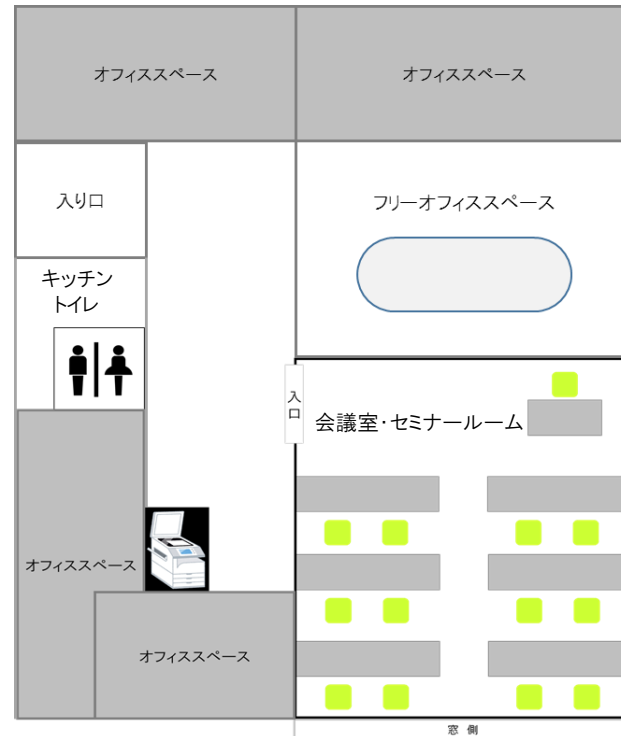 オフィススペース
オフィススペース
入り口
フリーオフィススペース
キッチン
トイレ
入口
会議室・セミナールーム
オフィススペース
オフィススペース
窓 側